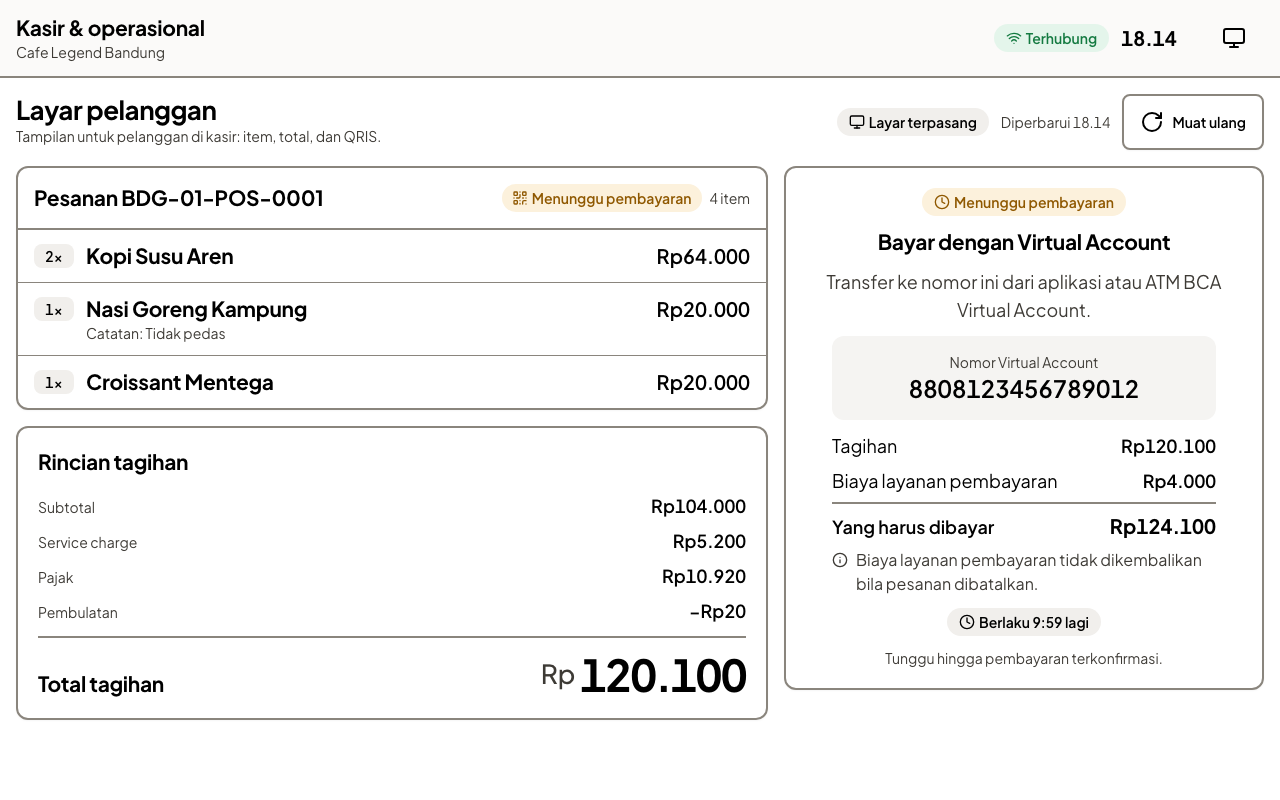 Kasir & operasional
Cafe Legend Bandung
Terhubung
18.14
Layar pelanggan
Tampilan untuk pelanggan di kasir: item, total, dan QRIS.
Layar terpasang
Diperbarui 18.14
Muat ulang
Pesanan BDG-01-POS-0001
Menunggu pembayaran
4 item
2× Kopi Susu Aren Rp64.000
1× Nasi Goreng Kampung Rp20.000
Catatan: Tidak pedas
1× Croissant Mentega Rp20.000
Rincian tagihan
Subtotal Rp104.000
Service charge Rp5.200
Pajak Rp10.920
Pembulatan −Rp20
Total tagihan Rp 120.100
Menunggu pembayaran
Bayar dengan Virtual Account
Transfer ke nomor ini dari aplikasi atau ATM BCA
Virtual Account.
Nomor Virtual Account
8808123456789012
Tagihan Rp120.100
Biaya layanan pembayaran Rp4.000
Yang harus dibayar Rp124.100
Biaya layanan pembayaran tidak dikembalikan
bila pesanan dibatalkan.
Berlaku 9:59 lagi
Tunggu hingga pembayaran terkonfirmasi.